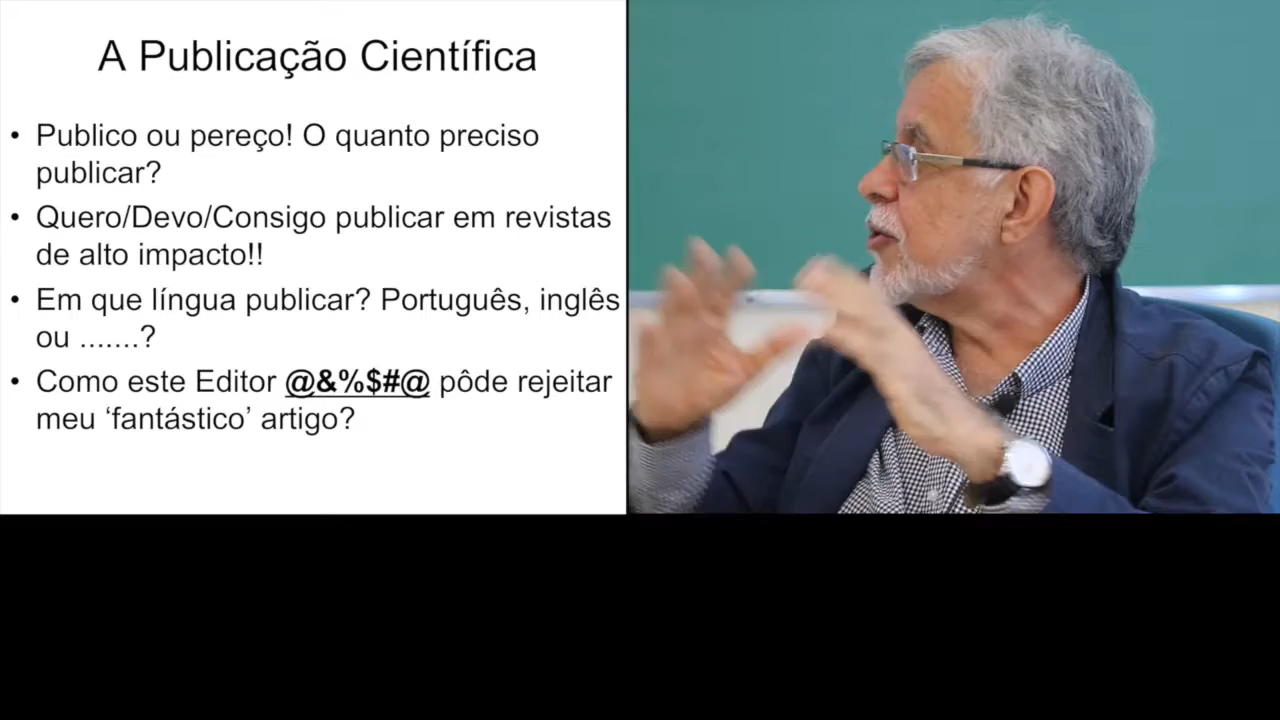 A Publicação Científica
• Publico ou pereço! O quanto preciso
publicar?
• Quero/Devo/Consigo publicar em revistas
de alto impacto!!
• Em que língua publicar? Português, inglês
ou .......?
• Como este Editor @&%$#@ pôde rejeitar
meu ‘fantástico’ artigo?